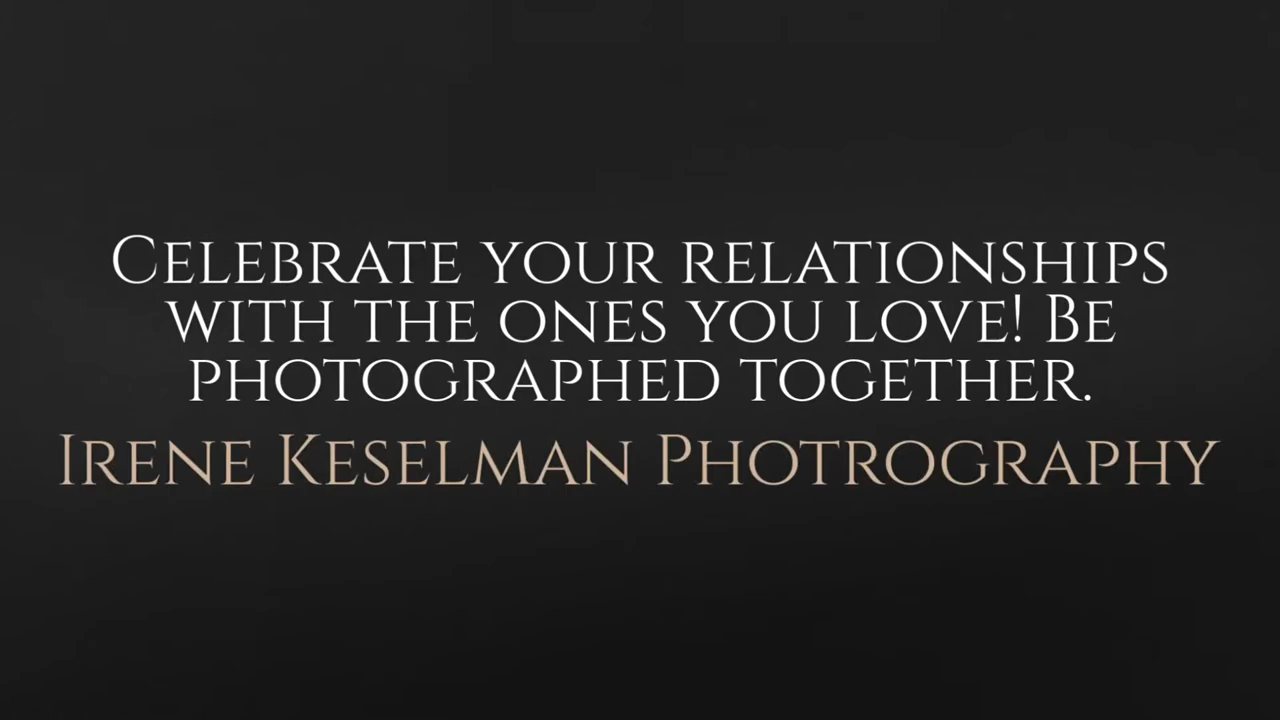 Celebrate your relationships
with the ones you love! Be
photographed together.
Irene Keselman Photrography